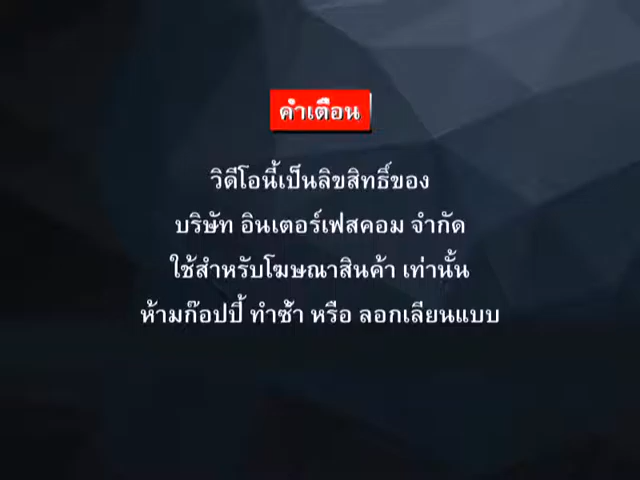 คำเตือน
วิดีโอนี้เป็นลิขสิทธิ์ของ
บริษัท อินเตอร์เฟสคอม จำกัด
ใช้สำหรับโฆษณาสินค้า เท่านั้น
ห้ามก๊อปปี้ ทำซ้ำ หรือ ลอกเลียนแบบ